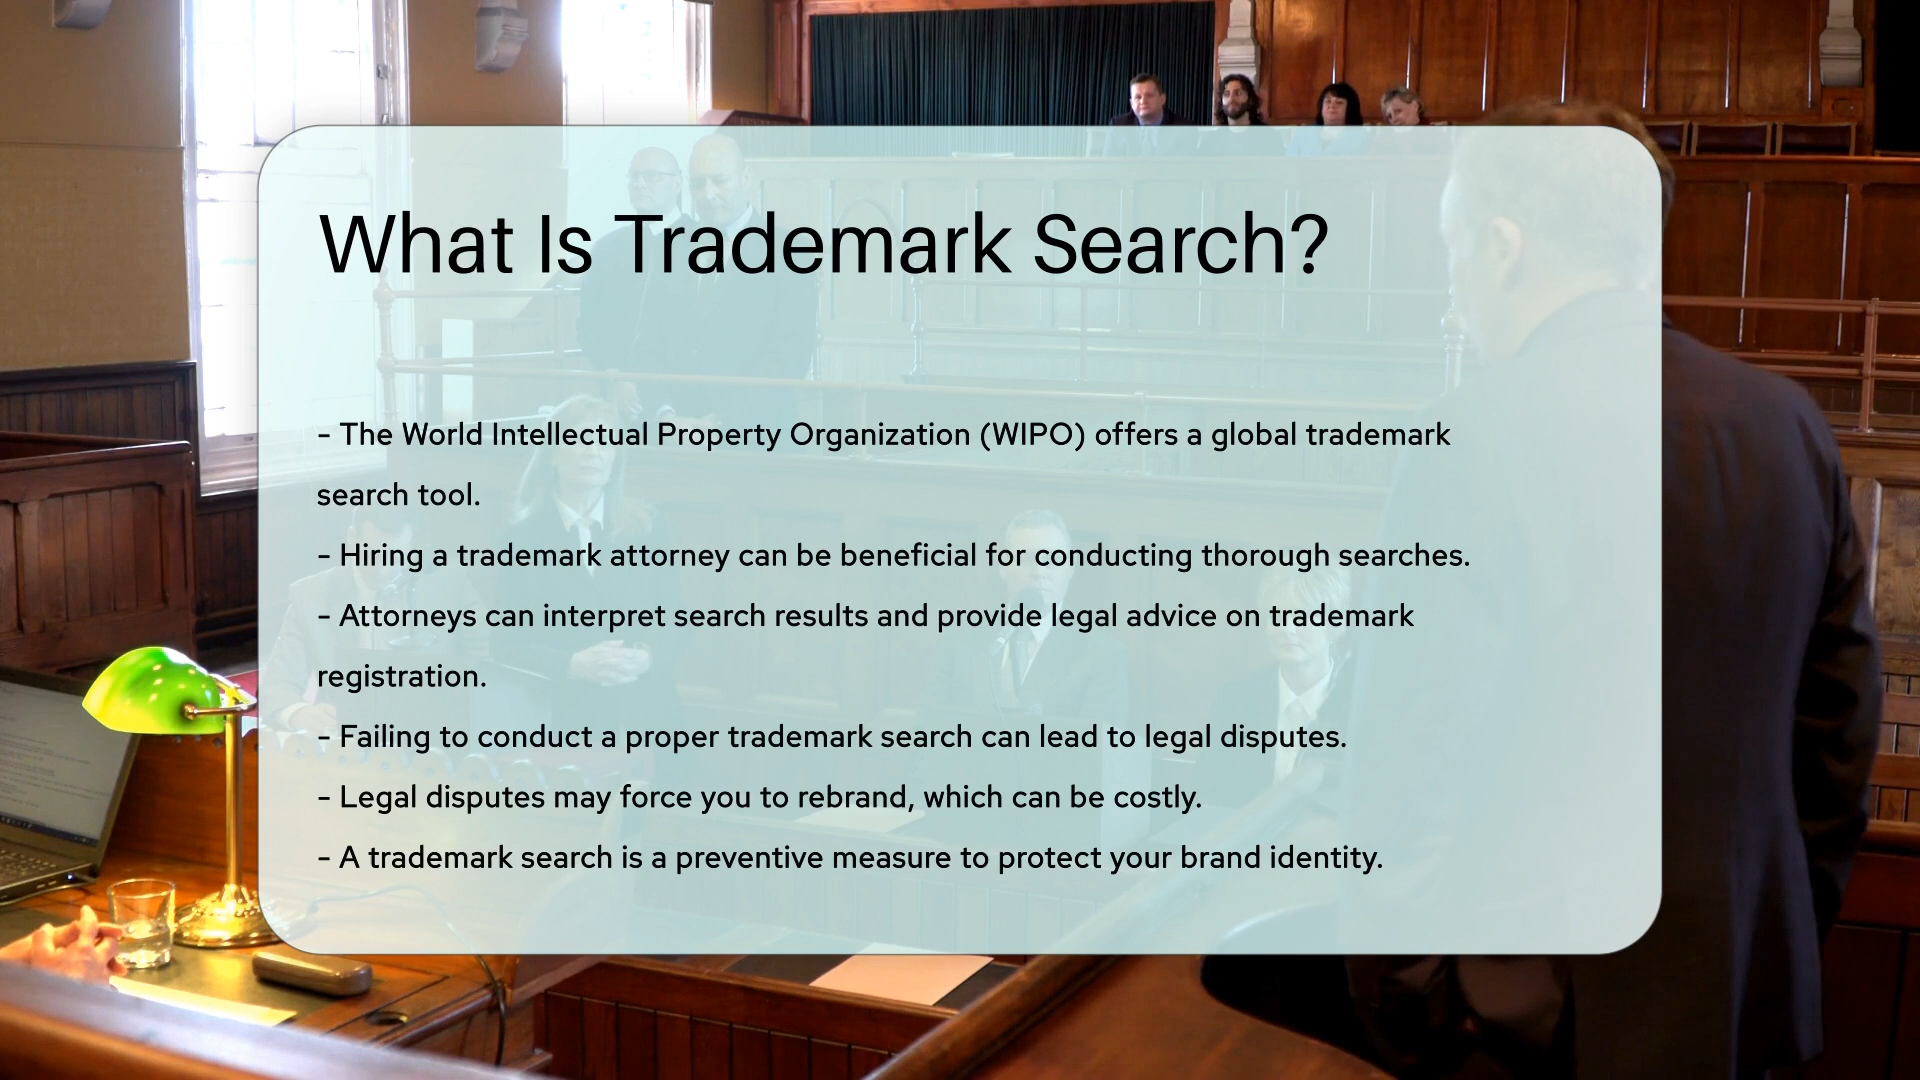 What Is Trademark Search?
- The World Intellectual Property Organization (WIPO) offers a global trademark
search tool.
- Hiring a trademark attorney can be beneficial for conducting thorough searches.
- Attorneys can interpret search results and provide legal advice on trademark
registration.
- Failing to conduct a proper trademark search can lead to legal disputes.
- Legal disputes may force you to rebrand, which can be costly.
- A trademark search is a preventive measure to protect your brand identity.